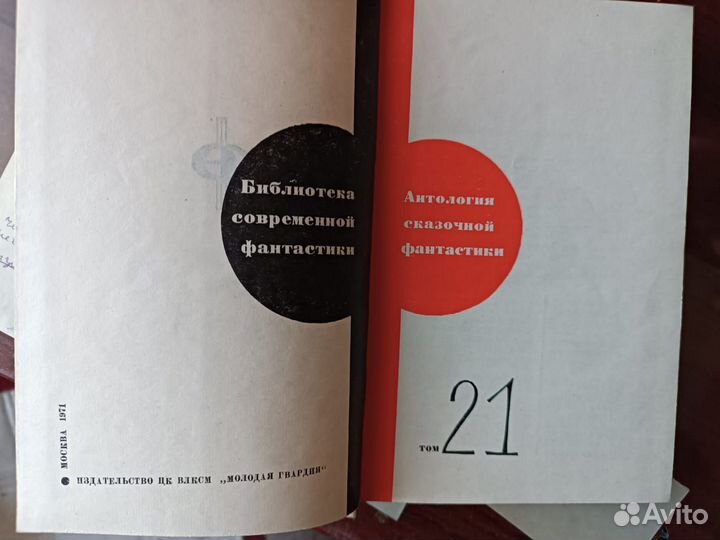 Библиотека
современной
фантастики
МОСКВА 1971
ИЗДАТЕЛЬСТВО ЦК ВЛКСМ „МОЛОДАЯ ГВАРДИЯ“
Антология
сказочной
фантастики
ТОМ 21
Avito